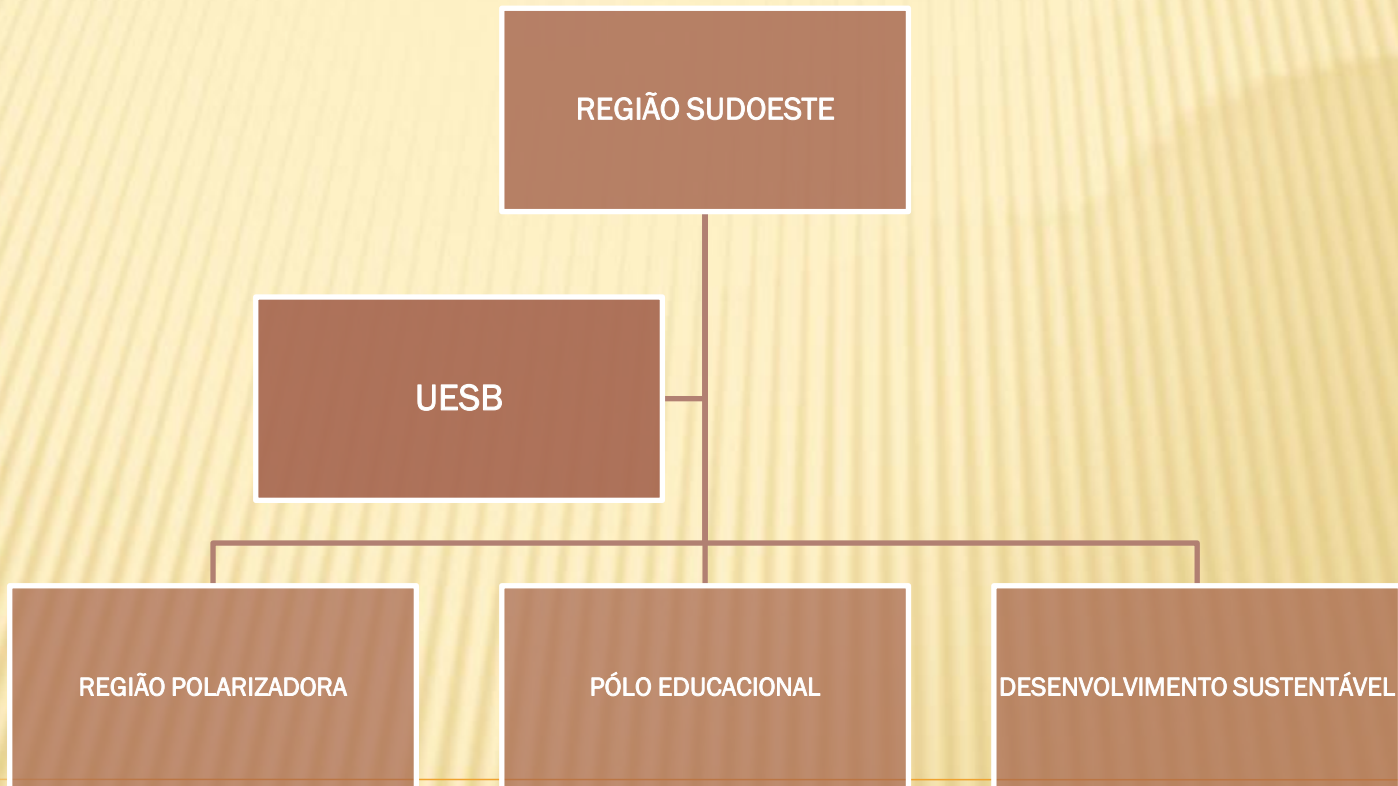 REGIÃO SUDOESTE
UESB
REGIÃO POLARIZADORA
PÓLO EDUCACIONAL
DESENVOLVIMENTO SUSTENTÁVEL